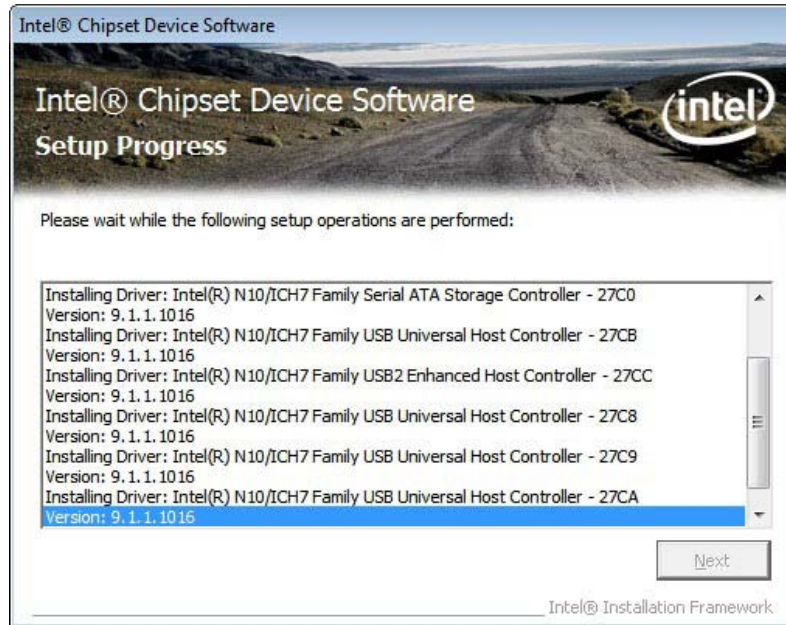 Intel® Chipset Device Software
Intel® Chipset Device Software
intel
Setup Progress
Please wait while the following setup operations are performed:
Installing Driver: Intel(R) N10/ICH7 Family Serial ATA Storage Controller - 27C0
Version: 9.1.1.1016
Installing Driver: Intel(R) N10/ICH7 Family USB Universal Host Controller - 27CB
Version: 9.1.1.1016
Installing Driver: Intel(R) N10/ICH7 Family USB2 Enhanced Host Controller - 27CC
Version: 9.1.1.1016
Installing Driver: Intel(R) N10/ICH7 Family USB Universal Host Controller - 27C8
Version: 9.1.1.1016
Installing Driver: Intel(R) N10/ICH7 Family USB Universal Host Controller - 27C9
Version: 9.1.1.1016
Installing Driver: Intel(R) N10/ICH7 Family USB Universal Host Controller - 27CA
Version: 9.1.1.1016
Next
Intel® Installation Framework